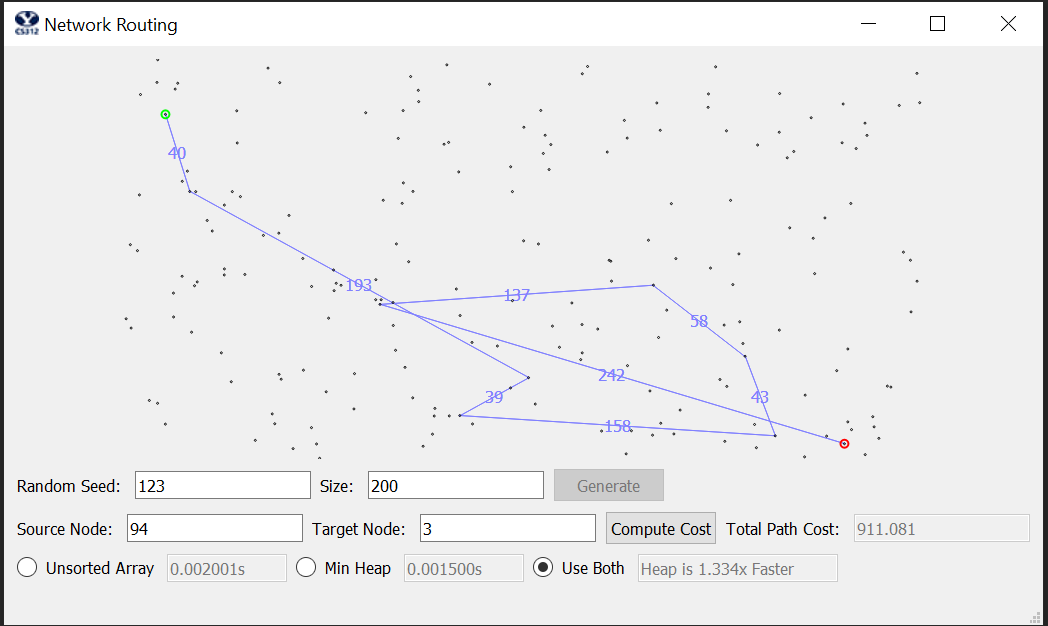 CS312 Network Routing
40
193
137
58
242
39
43
158
Random Seed: 123 Size: 200 Generate
Source Node: 94 Target Node: 3 Compute Cost Total Path Cost: 911.081
Unsorted Array 0.002001s Min Heap 0.001500s Use Both Heap is 1.334x Faster